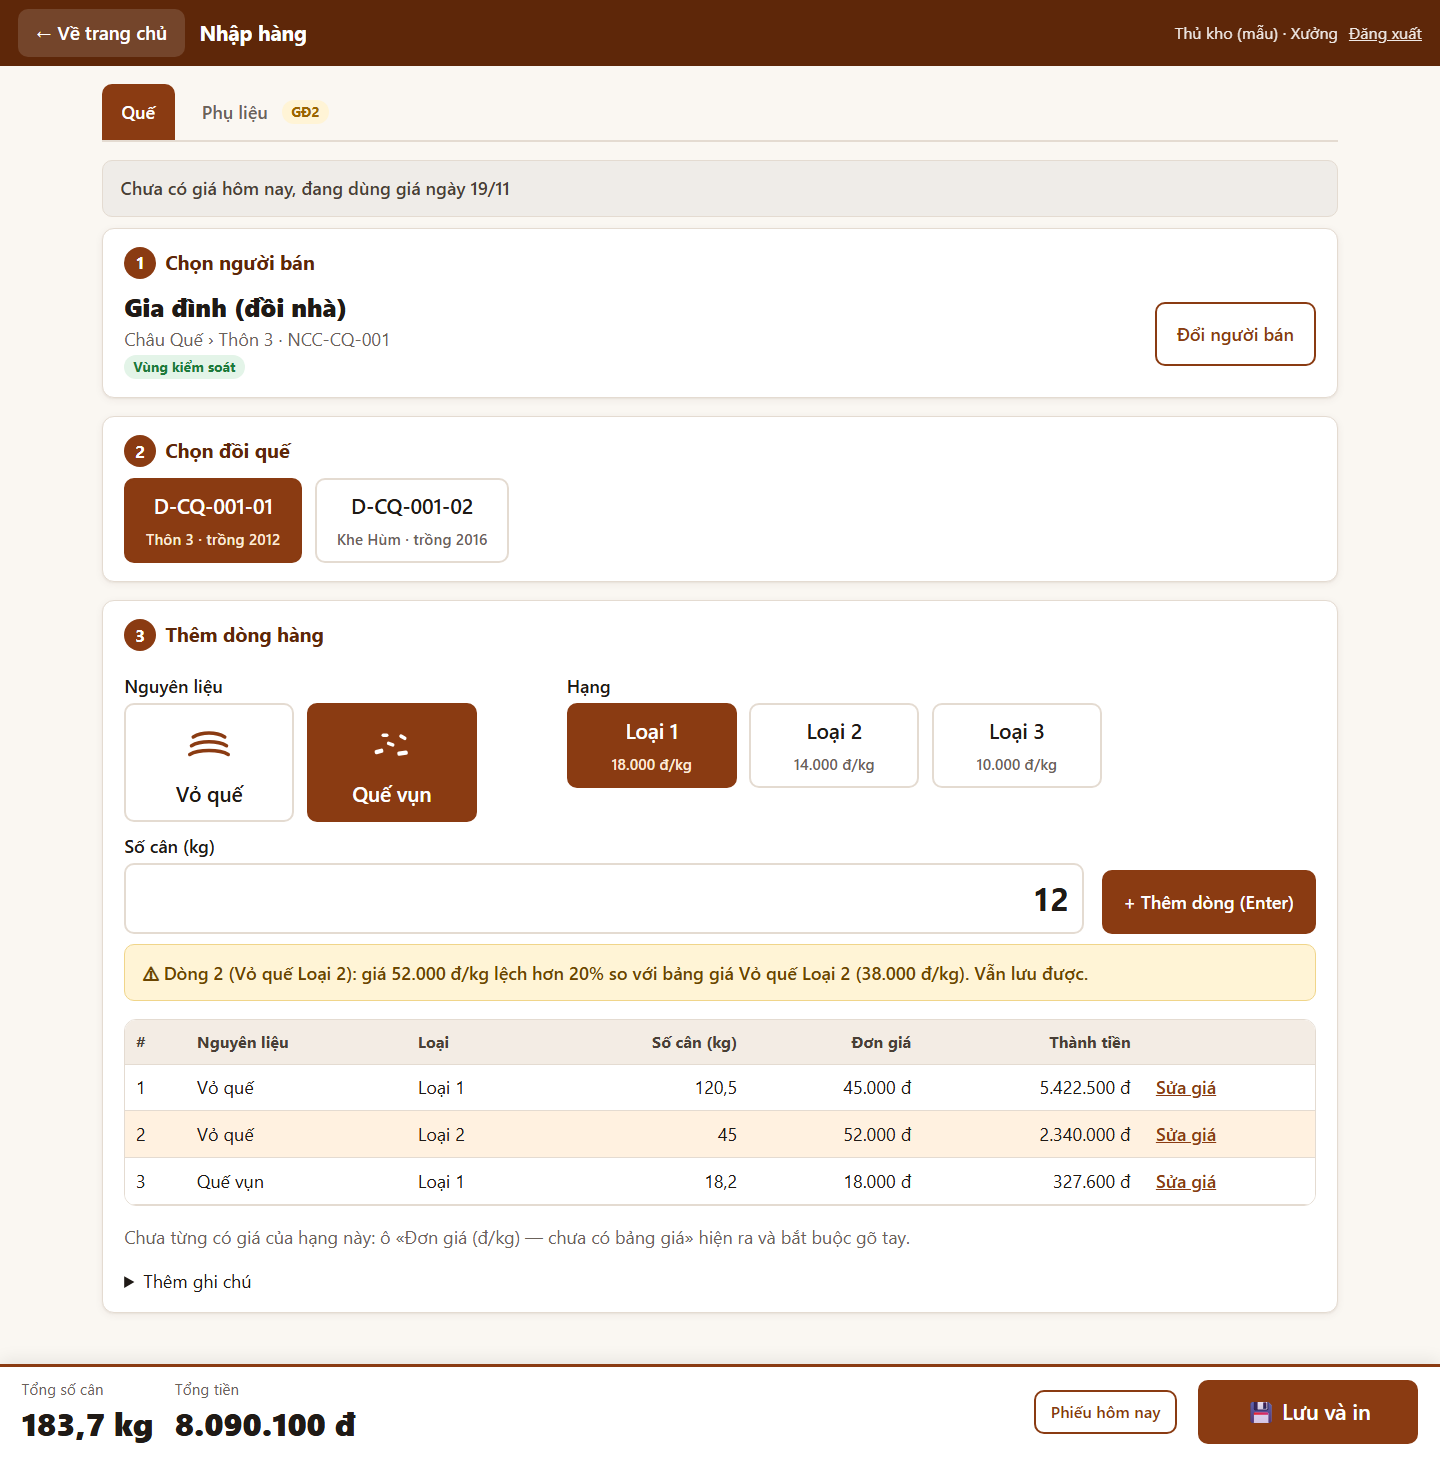 ← Về trang chủ
Nhập hàng
Thủ kho (mẫu) · Xưởng Đăng xuất
Quế
Phụ liệu GĐ2
Chưa có giá hôm nay, đang dùng giá ngày 19/11
1 Chọn người bán
Gia đình (đồi nhà)
Châu Quế › Thôn 3 · NCC-CQ-001
Vùng kiểm soát
Đổi người bán
2 Chọn đồi quế
D-CQ-001-01
Thôn 3 · trồng 2012
D-CQ-001-02
Khe Hùm · trồng 2016
3 Thêm dòng hàng
Nguyên liệu
Vỏ quế
Quế vụn
Hạng
Loại 1
18.000 đ/kg
Loại 2
14.000 đ/kg
Loại 3
10.000 đ/kg
Số cân (kg)
12
+ Thêm dòng (Enter)
⚠ Dòng 2 (Vỏ quế Loại 2): giá 52.000 đ/kg lệch hơn 20% so với bảng giá Vỏ quế Loại 2 (38.000 đ/kg). Vẫn lưu được.
# Nguyên liệu Loại Số cân (kg) Đơn giá Thành tiền
1 Vỏ quế Loại 1 120,5 45.000 đ 5.422.500 đ Sửa giá
2 Vỏ quế Loại 2 45 52.000 đ 2.340.000 đ Sửa giá
3 Quế vụn Loại 1 18,2 18.000 đ 327.600 đ Sửa giá
Chưa từng có giá của hạng này: ô «Đơn giá (đ/kg) — chưa có bảng giá» hiện ra và bắt buộc gõ tay.
▶ Thêm ghi chú
Tổng số cân
183,7 kg
Tổng tiền
8.090.100 đ
Phiếu hôm nay
💾 Lưu và in